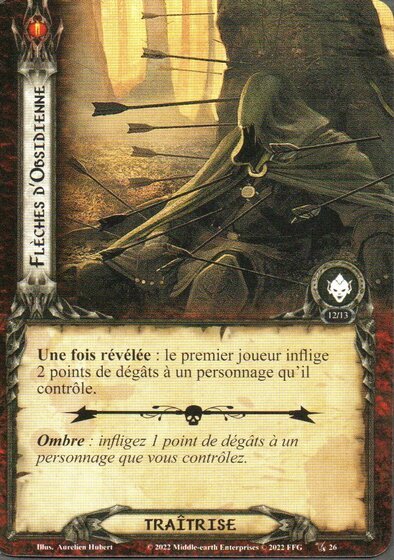 FLÈCHES D'OBSIDIENNE
12/13
Une fois révélée : le premier joueur inflige
2 points de dégâts à un personnage qu'il
contrôle.
Ombre : infligez 1 point de dégâts à un
personnage que vous contrôlez.
TRAÎTRISE
Illus. Aurelien Hubert © 2022 Middle-earth Enterprises © 2022 FFG 26